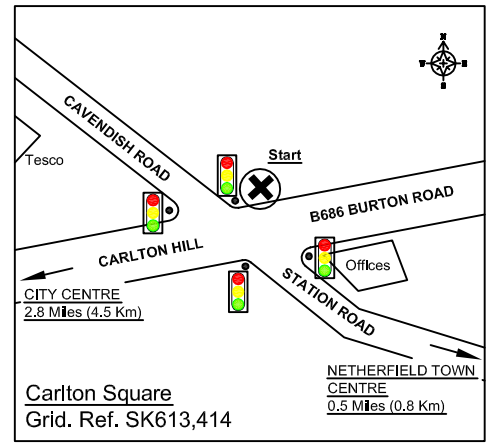 N
W
E
S
CAVENDISH ROAD
Start
Tesco
B686 BURTON ROAD
CARLTON HILL
Offices
CITY CENTRE
2.8 Miles (4.5 Km)
STATION ROAD
NETHERFIELD TOWN
CENTRE
0.5 Miles (0.8 Km)
Carlton Square
Grid. Ref. SK613,414